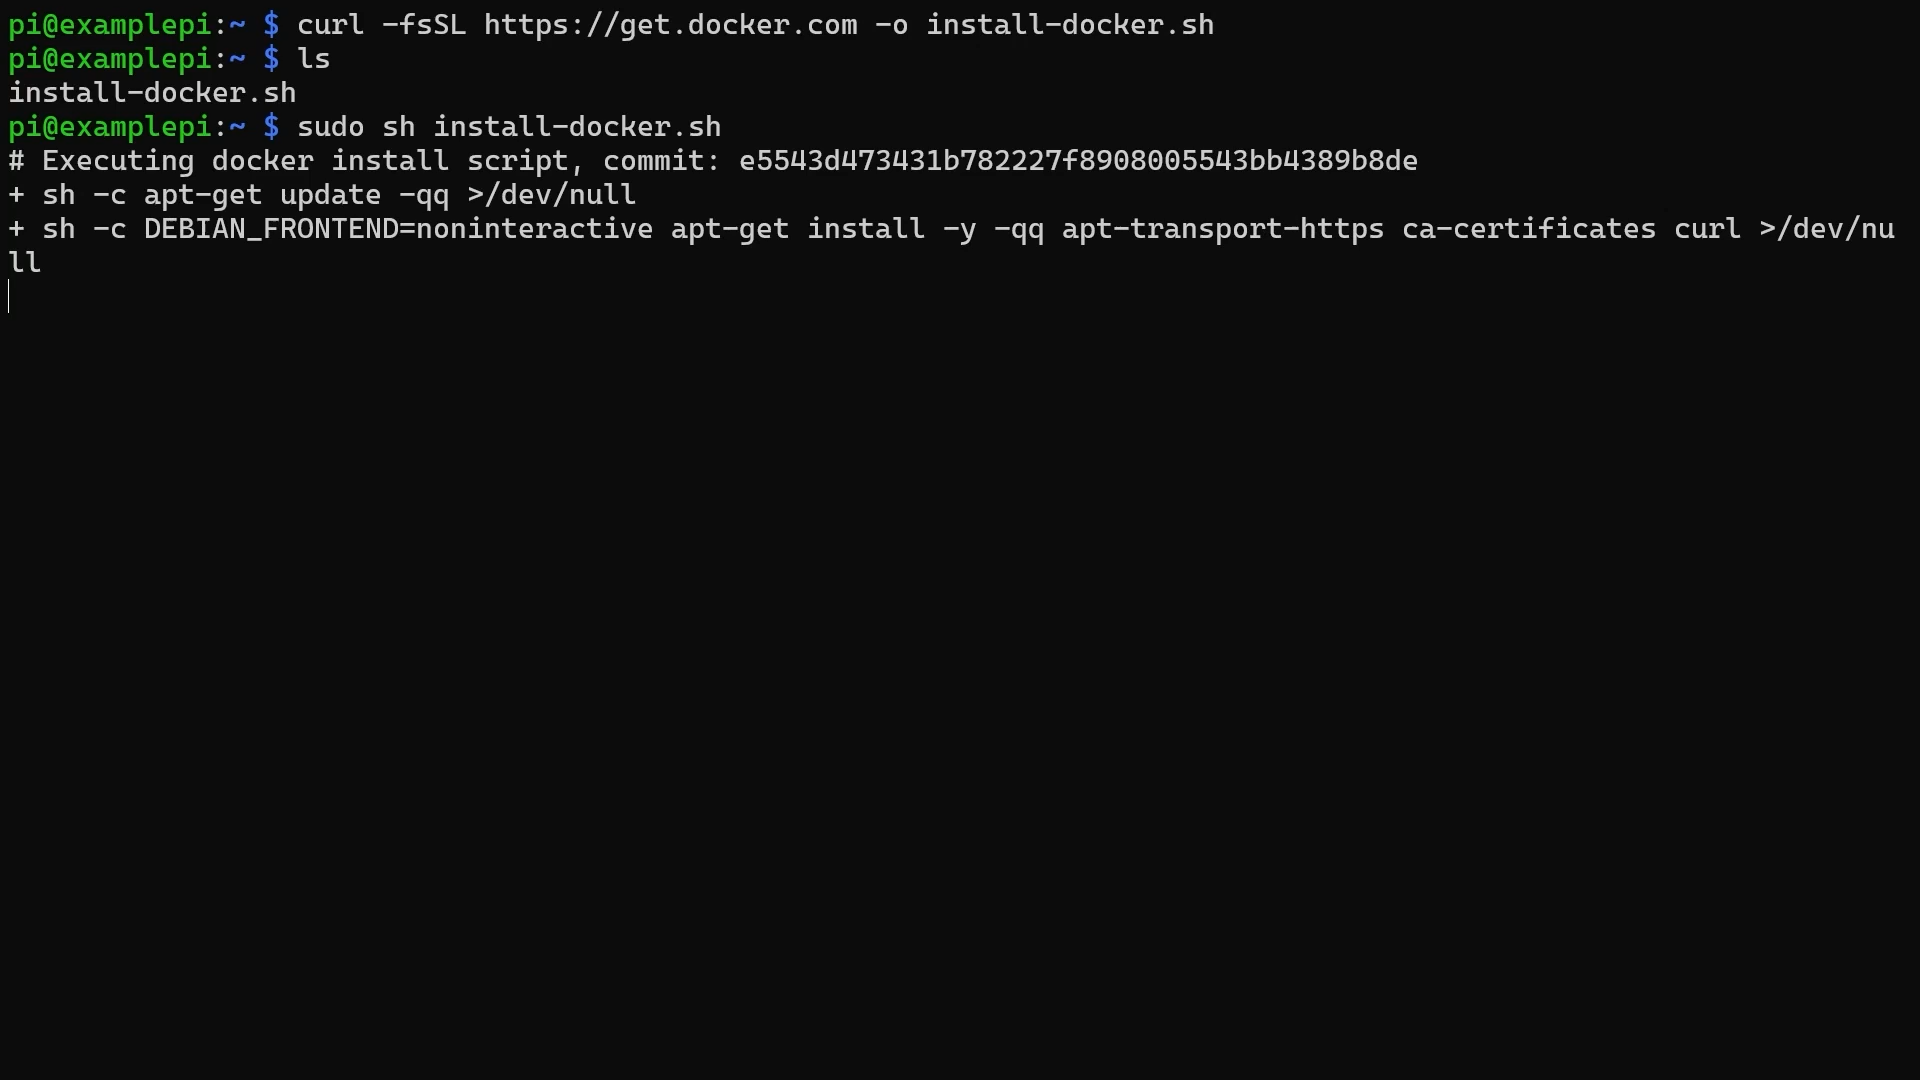 pi@examplepi:~ $ curl -fsSL https://get.docker.com -o install-docker.sh
pi@examplepi:~ $ ls
install-docker.sh
pi@examplepi:~ $ sudo sh install-docker.sh
# Executing docker install script, commit: e5543d473431b782227f8908005543bb4389b8de
+ sh -c apt-get update -qq >/dev/null
+ sh -c DEBIAN_FRONTEND=noninteractive apt-get install -y -qq apt-transport-https ca-certificates curl >/dev/nu
ll